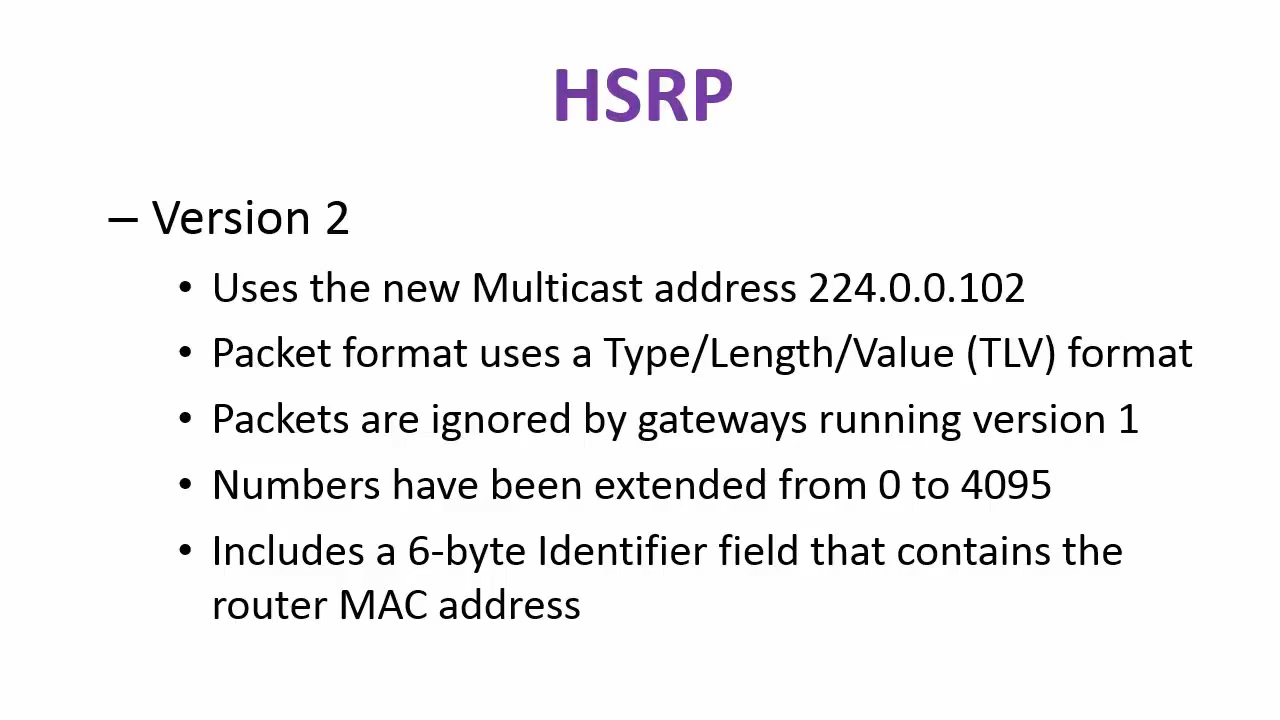 HSRP
– Version 2
• Uses the new Multicast address 224.0.0.102
• Packet format uses a Type/Length/Value (TLV) format
• Packets are ignored by gateways running version 1
• Numbers have been extended from 0 to 4095
• Includes a 6-byte Identifier field that contains the
router MAC address